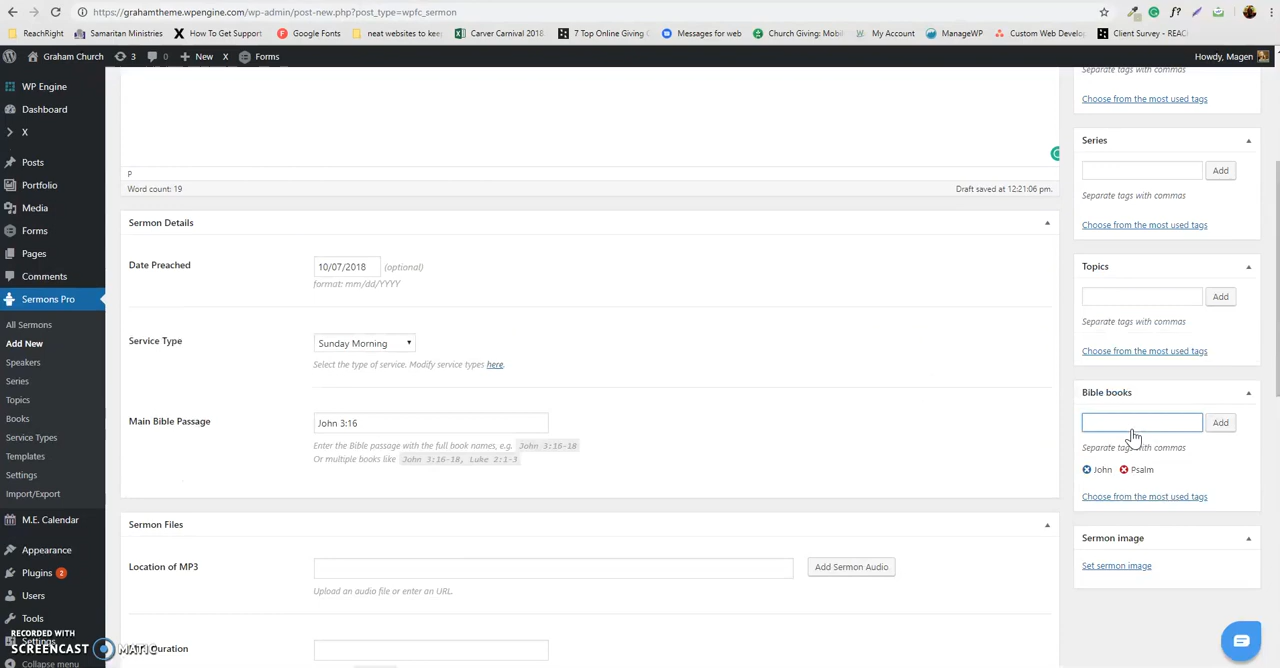 https://grahamtheme.wpengine.com/wp-admin/post-new.php?post_type=wpfc_sermon
ReachRight
Samaritan Ministries
How To Get Support
Google Fonts
neat websites to kee
Carver Carnival 2018
7 Top Online Giving
Messages for web
Church Giving: Mobi
My Account
ManageWP
Custom Web Develo
Client Survey - REAC
Graham Church
3
0
New
X
Forms
Howdy, Magen
WP Engine
Dashboard
X
Posts
Portfolio
Media
Forms
Pages
Comments
Sermons Pro
All Sermons
Add New
Speakers
Series
Topics
Books
Service Types
Templates
Settings
Import/Export
M.E. Calendar
Appearance
Plugins 2
Users
Tools
Settings
Collapse menu
RECORDED WITH
SCREENCAST MATIC
P
Word count: 19
Draft saved at 12:21:06 pm.
Sermon Details
Date Preached
10/07/2018 (optional)
format: mm/dd/YYYY
Service Type
Sunday Morning
Select the type of service. Modify service types here.
Main Bible Passage
John 3:16
Enter the Bible passage with the full book names, e.g. John 3:16-18
Or multiple books like John 3:16-18, Luke 2:1-3
Sermon Files
Location of MP3
Add Sermon Audio
Upload an audio file or enter an URL.
Duration
Separate tags with commas
Choose from the most used tags
Series
Add
Separate tags with commas
Choose from the most used tags
Topics
Add
Separate tags with commas
Choose from the most used tags
Bible books
Add
Separate tags with commas
John Psalm
Choose from the most used tags
Sermon image
Set sermon image